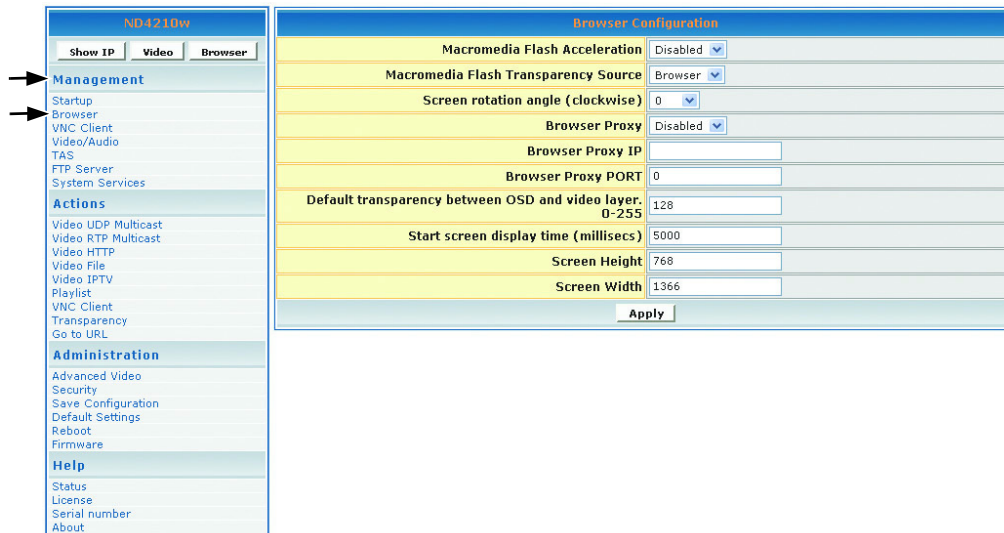 ND4210w
Show IP Video Browser
Management
Startup
Browser
VNC Client
Video/Audio
TAS
FTP Server
System Services
Actions
Video UDP Multicast
Video RTP Multicast
Video HTTP
Video File
Video IPTV
Playlist
VNC Client
Transparency
Go to URL
Administration
Advanced Video
Security
Save Configuration
Default Settings
Reboot
Firmware
Help
Status
License
Serial number
About
Browser Configuration
Macromedia Flash Acceleration Disabled
Macromedia Flash Transparency Source Browser
Screen rotation angle (clockwise) 0
Browser Proxy Disabled
Browser Proxy IP
Browser Proxy PORT 0
Default transparency between OSD and video layer.
0-255 128
Start screen display time (millisecs) 5000
Screen Height 768
Screen Width 1366
Apply